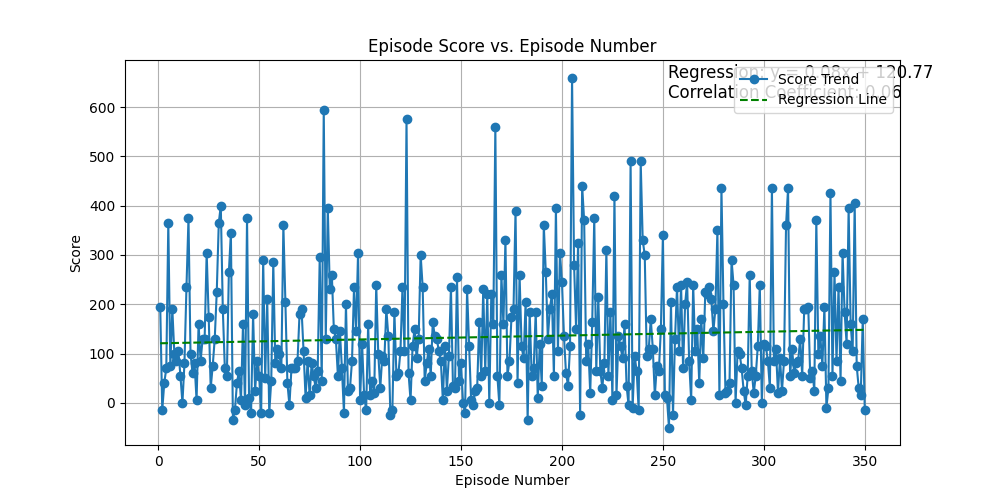 Episode Score vs. Episode Number
Regression: y = 0.08x + 120.77
Correlation Coefficient: 0.06
Score Trend
Regression Line
Score
600
500
400
300
200
100
0
0 50 100 150 200 250 300 350
Episode Number